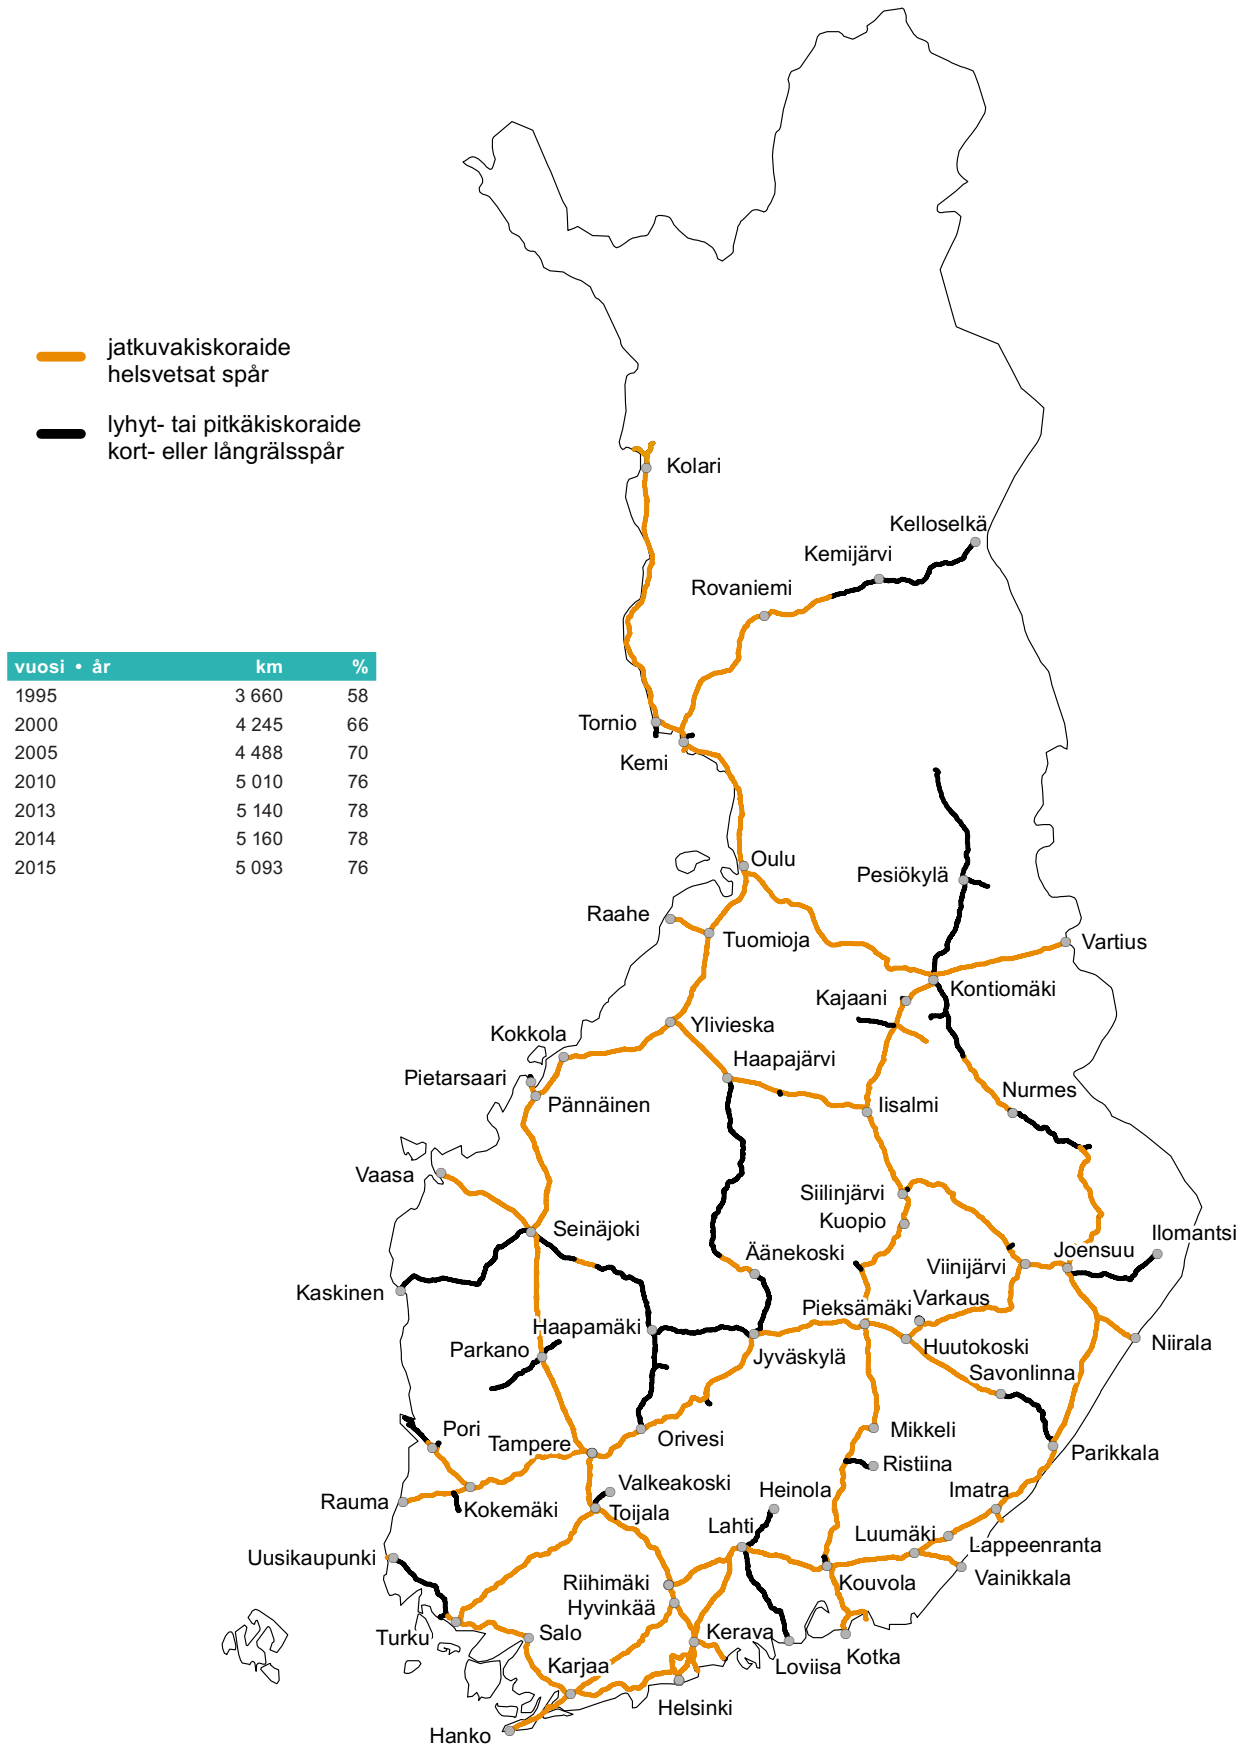 jatkuvakiskoraide
helsvetsat spår
lyhyt- tai pitkäkiskoraide
kort- eller långrälsspår
vuosi • år km %
1995 3 660 58
2000 4 245 66
2005 4 488 70
2010 5 010 76
2013 5 140 78
2014 5 160 78
2015 5 093 76
Kolari
Kelloselkä
Kemijärvi
Rovaniemi
Tornio
Kemi
Oulu
Pesiökylä
Raahe
Tuomioja
Vartius
Kontiomäki
Kajaani
Ylivieska
Kokkola
Haapajärvi
Pietarsaari
Pännäinen
Iisalmi
Nurmes
Vaasa
Siilinjärvi
Kuopio
Seinäjoki
Ilomantsi
Joensuu
Äänekoski
Viinijärvi
Kaskinen
Varkaus
Pieksämäki
Haapamäki
Niirala
Huutokoski
Parkano
Jyväskylä
Savonlinna
Pori
Mikkeli
Orivesi
Tampere
Parikkala
Ristiina
Valkeakoski
Heinola
Imatra
Rauma
Kokemäki
Toijala
Lahti
Luumäki
Lappeenranta
Uusikaupunki
Vainikkala
Kouvola
Riihimäki
Hyvinkää
Kerava
Turku
Salo
Kotka
Loviisa
Karjaa
Helsinki
Hanko